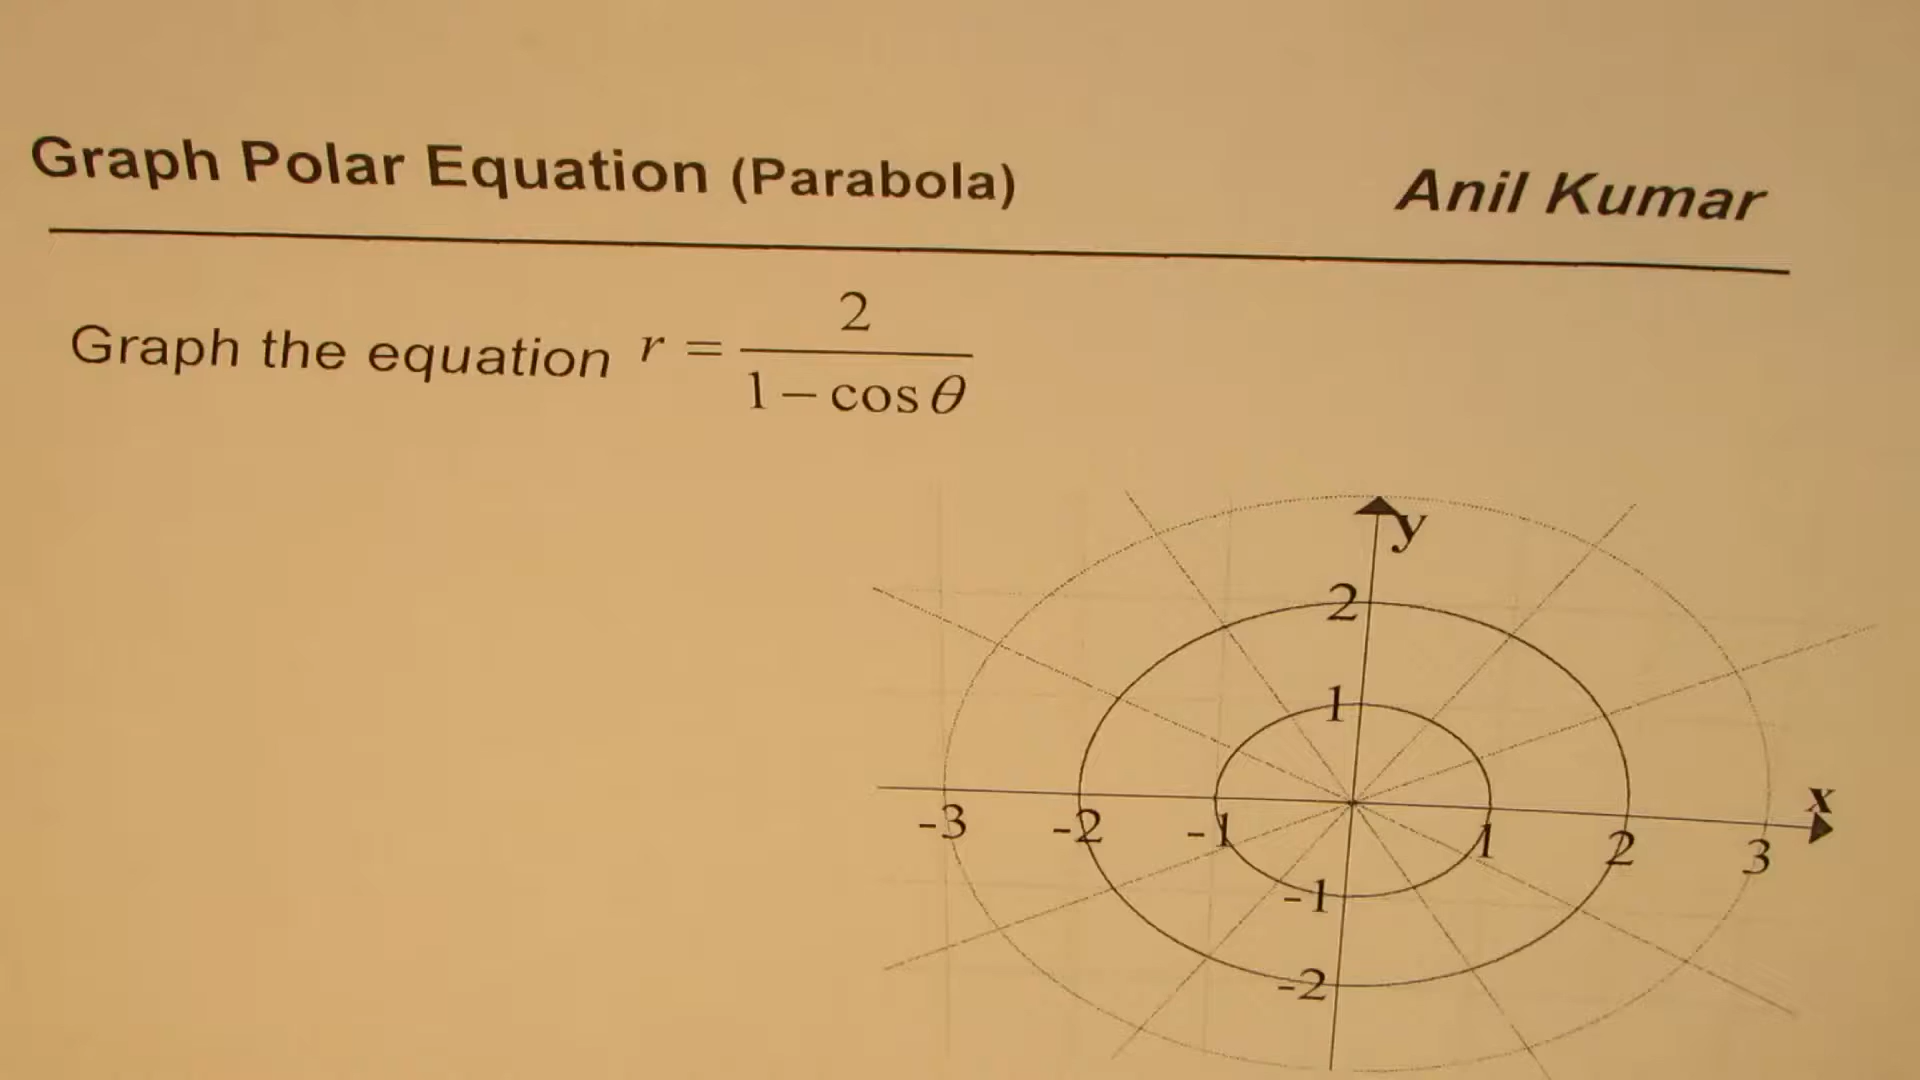 Graph Polar Equation (Parabola)
Anil Kumar
Graph the equation r = 2 / (1 − cos θ)
y
2
1
x
-3 -2 -1 1 2 3
-1
-2